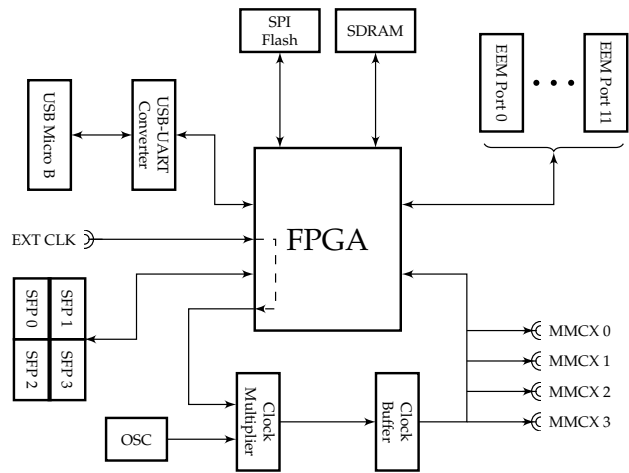 SPI
Flash
SDRAM
EEM Port 0
EEM Port 11
USB Micro B
USB-UART
Converter
EXT CLK
FPGA
SFP 0
SFP 1
SFP 2
SFP 3
MMCX 0
MMCX 1
MMCX 2
MMCX 3
OSC
Clock
Multiplier
Clock
Buffer